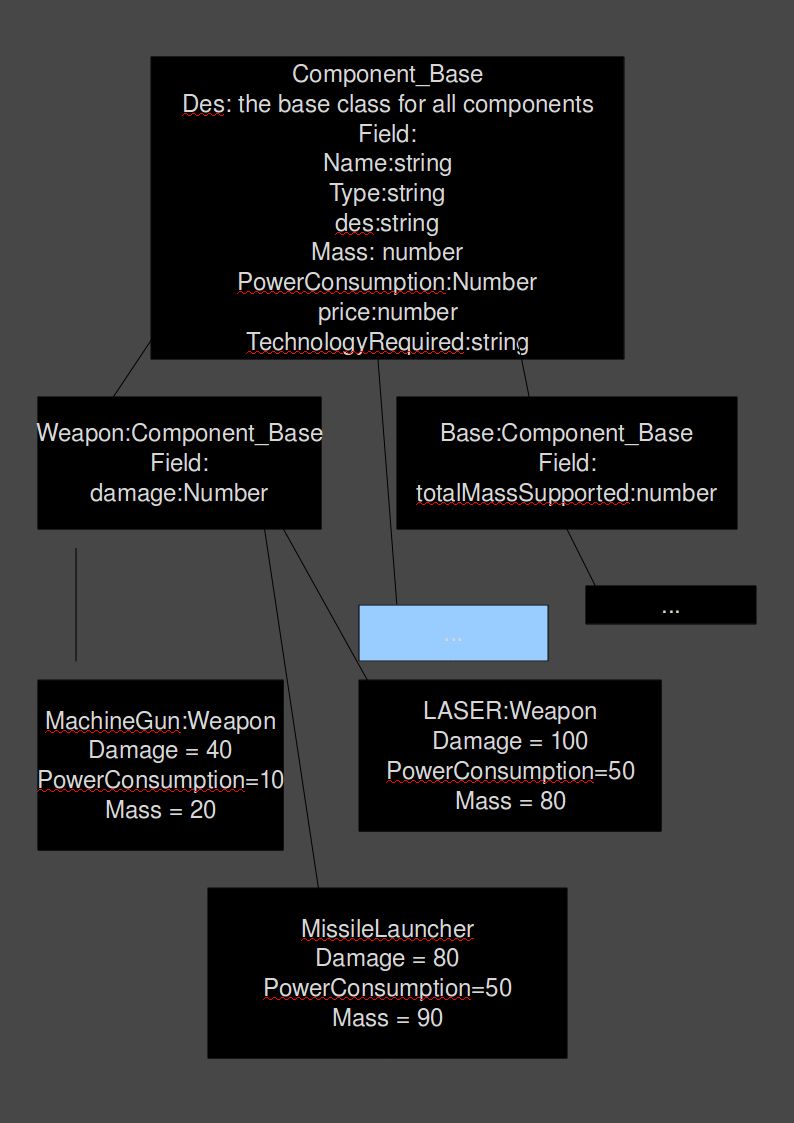 Component_Base
Des: the base class for all components
Field:
Name:string
Type:string
des:string
Mass: number
PowerConsumption:Number
price:number
TechnologyRequired:string
Weapon:Component_Base
Field:
damage:Number
Base:Component_Base
Field:
totalMassSupported:number
...
...
MachineGun:Weapon
Damage = 40
PowerConsumption=10
Mass = 20
LASER:Weapon
Damage = 100
PowerConsumption=50
Mass = 80
MissileLauncher
Damage = 80
PowerConsumption=50
Mass = 90